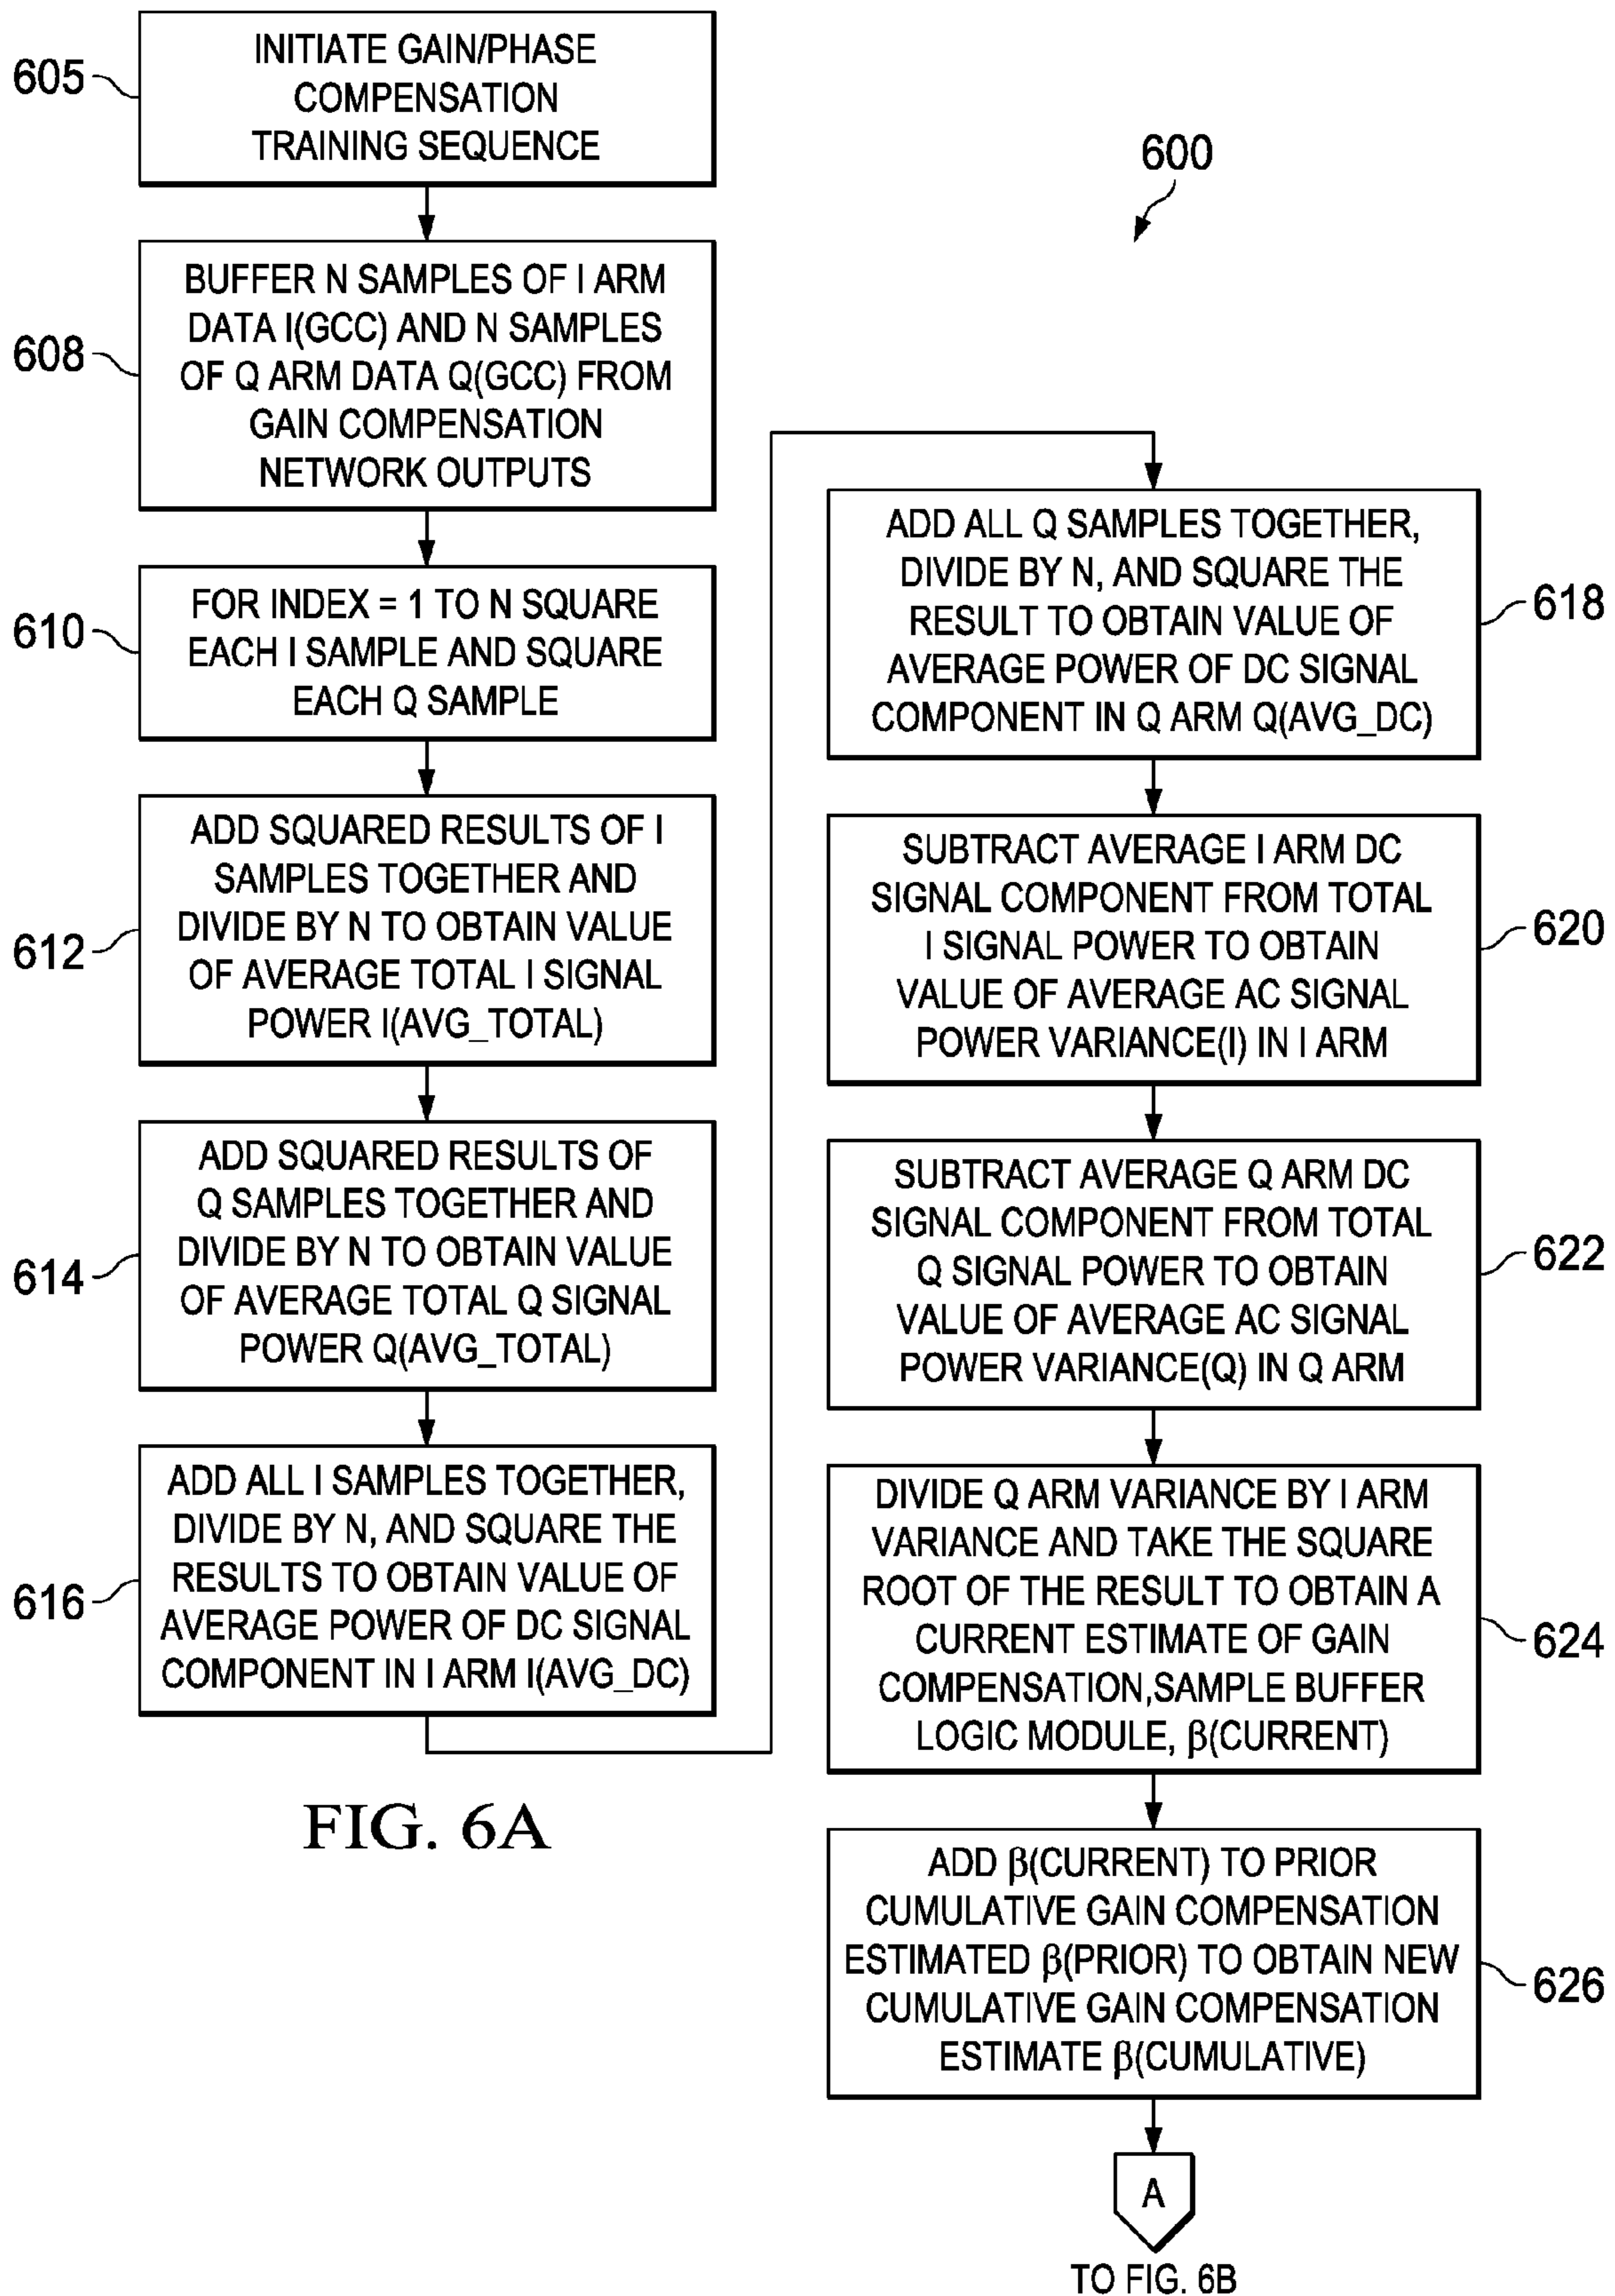 605
INITIATE GAIN/PHASE
COMPENSATION
TRAINING SEQUENCE
608
BUFFER N SAMPLES OF I ARM
DATA I(GCC) AND N SAMPLES
OF Q ARM DATA Q(GCC) FROM
GAIN COMPENSATION
NETWORK OUTPUTS
610
FOR INDEX = 1 TO N SQUARE
EACH I SAMPLE AND SQUARE
EACH Q SAMPLE
612
ADD SQUARED RESULTS OF I
SAMPLES TOGETHER AND
DIVIDE BY N TO OBTAIN VALUE
OF AVERAGE TOTAL I SIGNAL
POWER I(AVG_TOTAL)
614
ADD SQUARED RESULTS OF
Q SAMPLES TOGETHER AND
DIVIDE BY N TO OBTAIN VALUE
OF AVERAGE TOTAL Q SIGNAL
POWER Q(AVG_TOTAL)
616
ADD ALL I SAMPLES TOGETHER,
DIVIDE BY N, AND SQUARE THE
RESULTS TO OBTAIN VALUE OF
AVERAGE POWER OF DC SIGNAL
COMPONENT IN I ARM I(AVG_DC)
FIG. 6A
600
ADD ALL Q SAMPLES TOGETHER,
DIVIDE BY N, AND SQUARE THE
RESULT TO OBTAIN VALUE OF
AVERAGE POWER OF DC SIGNAL
COMPONENT IN Q ARM Q(AVG_DC)
618
SUBTRACT AVERAGE I ARM DC
SIGNAL COMPONENT FROM TOTAL
I SIGNAL POWER TO OBTAIN
VALUE OF AVERAGE AC SIGNAL
POWER VARIANCE(I) IN I ARM
620
SUBTRACT AVERAGE Q ARM DC
SIGNAL COMPONENT FROM TOTAL
Q SIGNAL POWER TO OBTAIN
VALUE OF AVERAGE AC SIGNAL
POWER VARIANCE(Q) IN Q ARM
622
DIVIDE Q ARM VARIANCE BY I ARM
VARIANCE AND TAKE THE SQUARE
ROOT OF THE RESULT TO OBTAIN A
CURRENT ESTIMATE OF GAIN
COMPENSATION,SAMPLE BUFFER
LOGIC MODULE, β(CURRENT)
624
ADD β(CURRENT) TO PRIOR
CUMULATIVE GAIN COMPENSATION
ESTIMATED β(PRIOR) TO OBTAIN NEW
CUMULATIVE GAIN COMPENSATION
ESTIMATE β(CUMULATIVE)
626
A
TO FIG. 6B